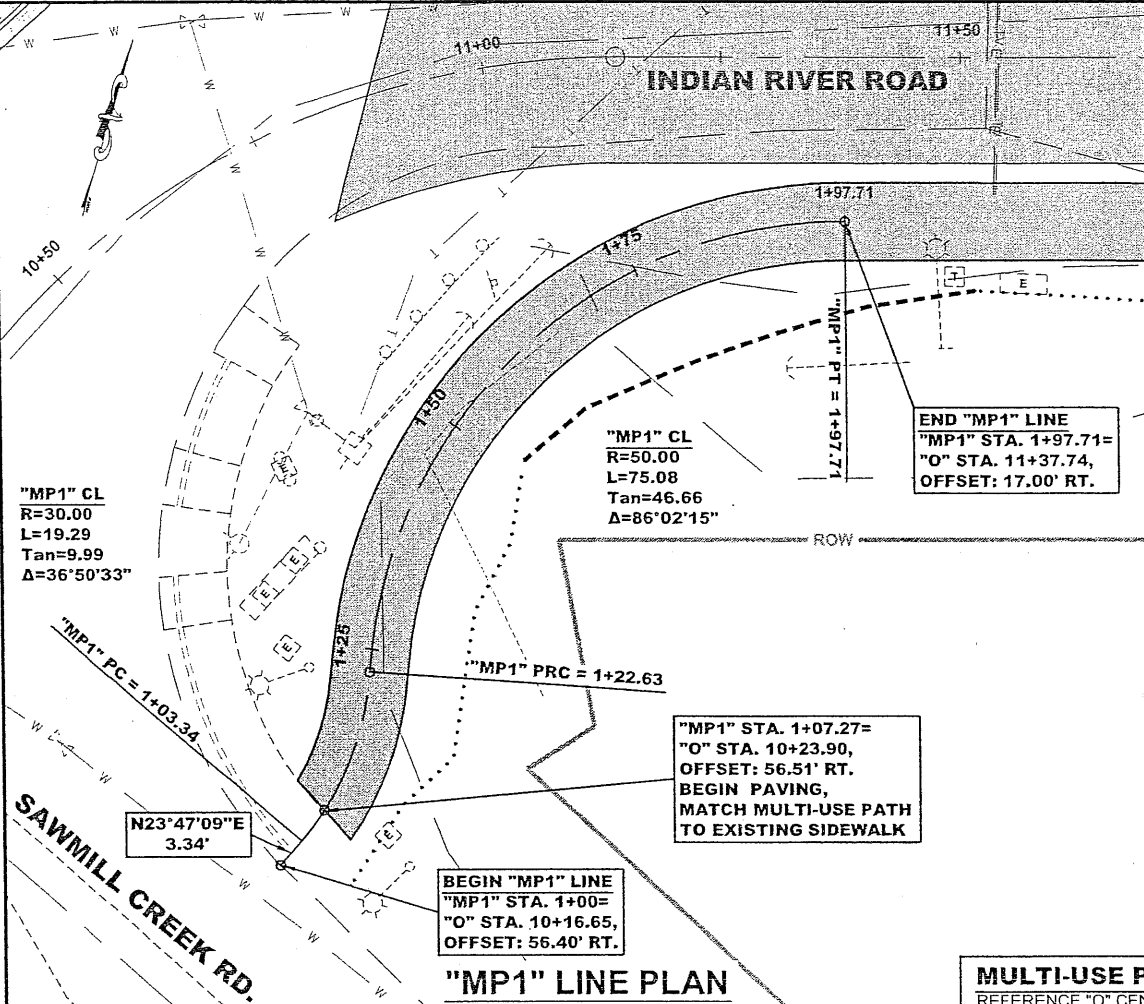 11+00
11+50
INDIAN RIVER ROAD
10+50
1+97.71
1+75
1+50
1+25
T
E
"MP1" PT = 1+97.71
END "MP1" LINE
"MP1" STA. 1+97.71=
"O" STA. 11+37.74,
OFFSET: 17.00' RT.
"MP1" CL
R=50.00
L=75.08
Tan=46.66
Δ=86°02'15"
ROW
"MP1" CL
R=30.00
L=19.29
Tan=9.99
Δ=36°50'33"
E
E
E
"MP1" PC = 1+03.34
"MP1" PRC = 1+22.63
"MP1" STA. 1+07.27=
"O" STA. 10+23.90,
OFFSET: 56.51' RT.
BEGIN PAVING,
MATCH MULTI-USE PATH
TO EXISTING SIDEWALK
N23°47'09"E
3.34'
E
SAWMILL CREEK RD.
BEGIN "MP1" LINE
"MP1" STA. 1+00=
"O" STA. 10+16.65,
OFFSET: 56.40' RT.
W
W
W
W
W
W
W
W
W
W
W
"MP1" LINE PLAN
MULTI-USE
REFERENCE "O"